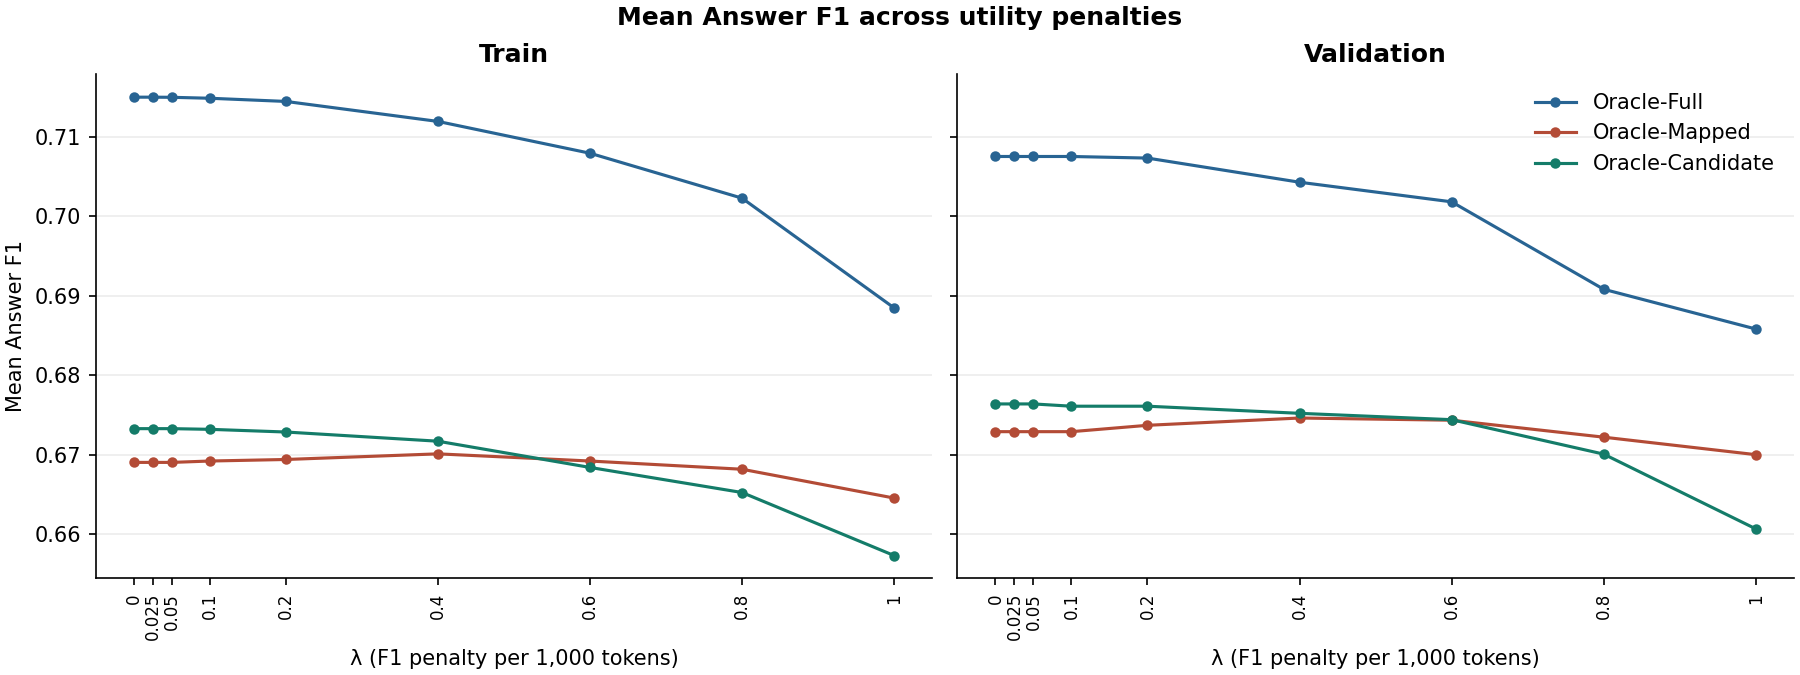 Mean Answer F1 across utility penalties
Train
Validation
Mean Answer F1
0.71
0.70
0.69
0.68
0.67
0.66
Oracle-Full
Oracle-Mapped
Oracle-Candidate
0
0.025
0.05
0.1
0.2
0.4
0.6
0.8
1
λ (F1 penalty per 1,000 tokens)
0
0.025
0.05
0.1
0.2
0.4
0.6
0.8
1
λ (F1 penalty per 1,000 tokens)